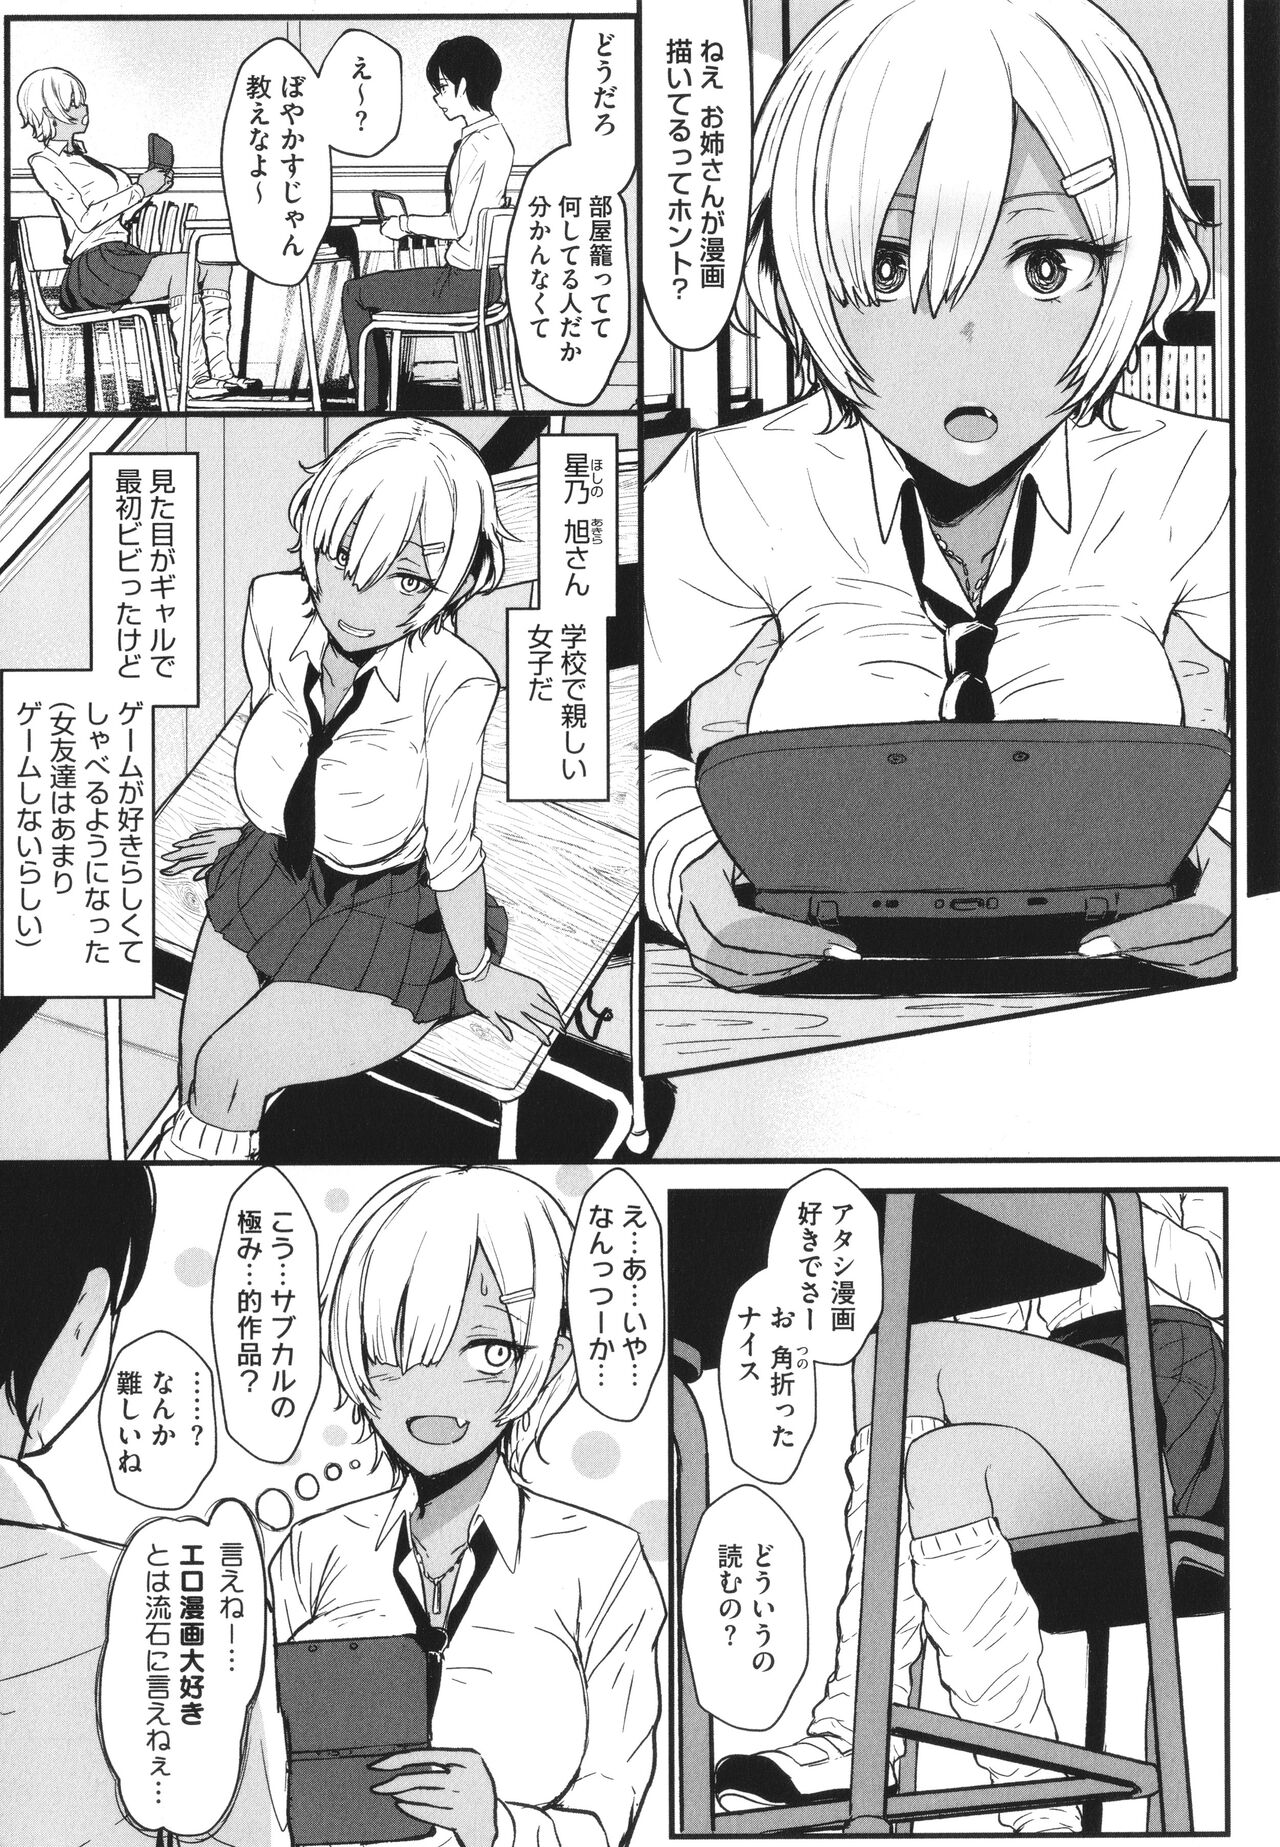 ねえ お姉さんが漫画
描いてるってホント？
どうだろ
部屋籠ってて
何してる人だか
分かんなくて
え～？
ぼやかすじゃん
教えなよ～
星乃 旭さん
ほしの
あきら
学校で親しい
女子だ
見た目がギャルで
最初ビビったけど
ゲームが好きらしくて
しゃべるようになった
（女友達はあまり
ゲームしないらしい）
アタシ漫画
好きでさー
お 角折った
つの
ナイス
どういうの
読むの？
え…あ…いや…
なんっつーか…
こう…サブカルの
極み…的作品？
……？
なんか
難しいね
言えねー…
エロ漫画大好き
とは流石に言えねぇ…